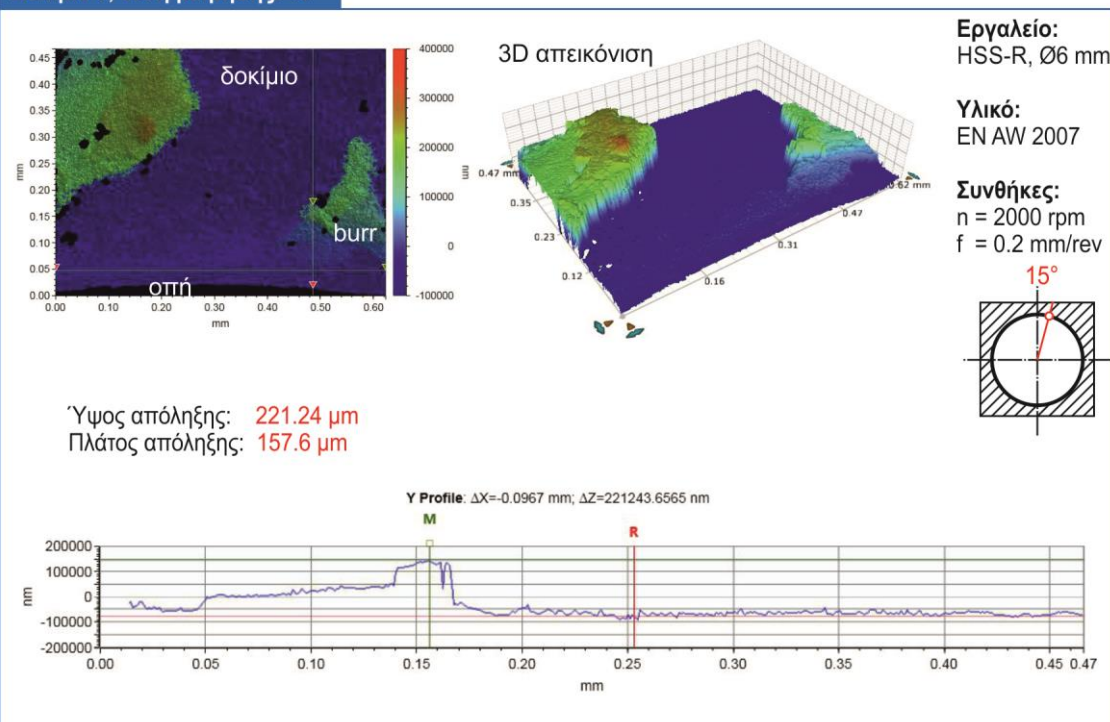 0.45
0.40
0.35
0.30
0.25
0.20
0.15
0.10
0.05
0.00
mm
0.00
0.10
0.20
0.30
0.40
0.50
0.60
mm
δοκίμιο
burr
οπή
400000
300000
200000
100000
0
-100000
nm
3D απεικόνιση
0.47 mm
0.35
0.23
0.12
0.16
0.31
0.47
0.62 mm
Εργαλείο:
HSS-R, Ø6 mm
Υλικό:
EN AW 2007
Συνθήκες:
n = 2000 rpm
f = 0.2 mm/rev
15°
Ύψος απόληξης: 221.24 μm
Πλάτος απόληξης: 157.6 μm
Y Profile: ΔX=-0.0967 mm; ΔZ=221243.6565 nm
M
R
200000
100000
0
-100000
-200000
nm
0.00
0.05
0.10
0.15
0.20
0.25
0.30
0.35
0.40
0.45 0.47
mm